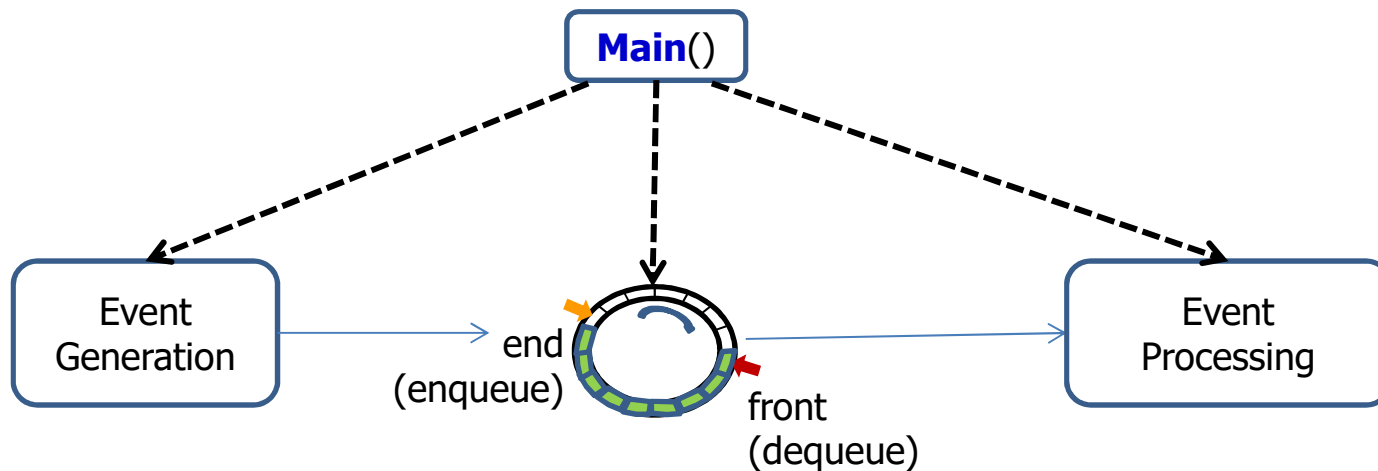 Main()
Event
Generation
end
(enqueue)
front
(dequeue)
Event
Processing